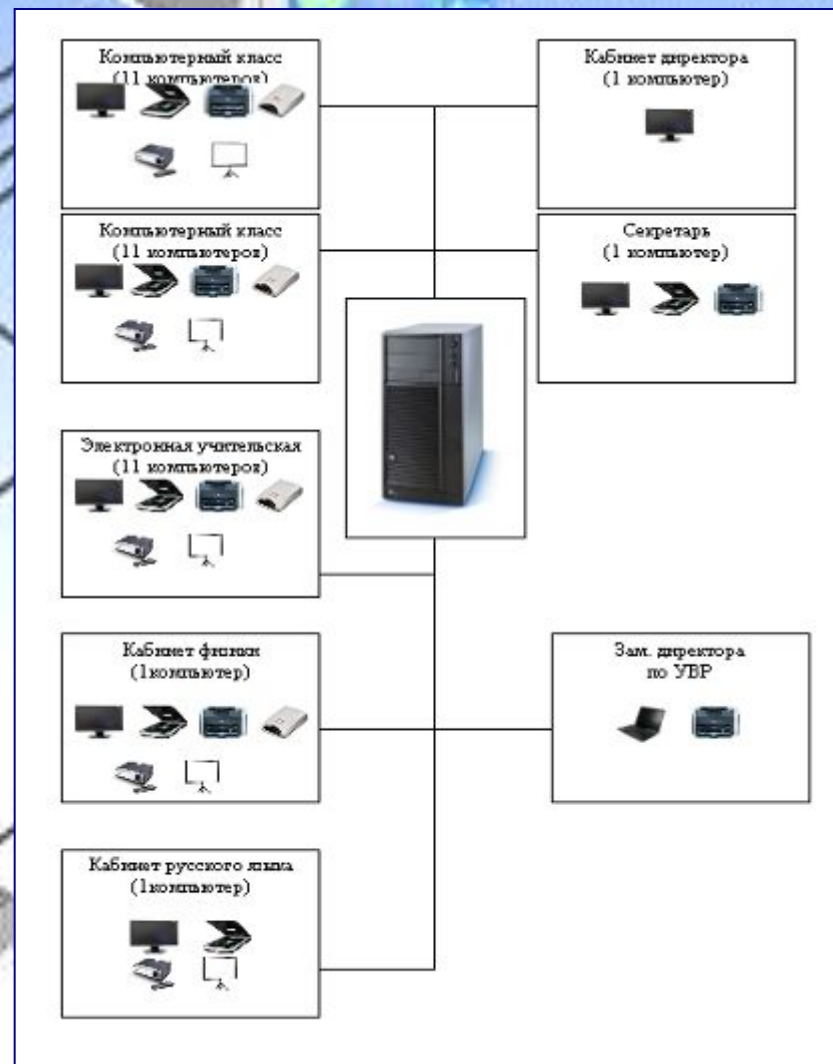 Компьютерный класс
(11 компьютеров)
Кабинет директора
(1 компьютер)
Компьютерный класс
(11 компьютеров)
Секретарь
(1 компьютер)
Электронная учительская
(11 компьютеров)
Кабинет физики
(1компьютер)
Зам. директора
по УВР
Кабинет русского языка
(1компьютер)